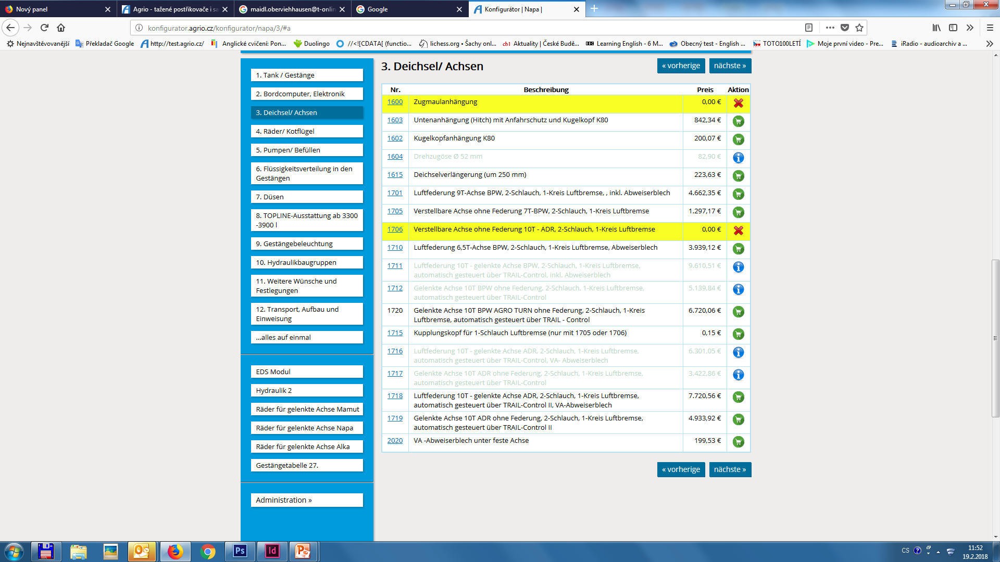 Nový panel
Agrio - tažené postřikovače i sa
maidl.oberviehhausen@t-onlin
Google
Konfigurátor | Napa |
konfigurator.agrio.cz/konfigurator/napa/3/#a
Nejnavštěvovanější
Překladač Google
http://test.agrio.cz/
Anglické cvičení: Pon...
Duolingo
//<![CDATA[ (functio...
lichess.org • Šachy onl...
cb1 Aktuality | České Budě...
BBC Learning English - 6 M...
Obecný test - English ...
TOTO100LETÍ
Moje první video - Pre...
iRadio - audioarchiv a ...
1. Tank / Gestänge
2. Bordcomputer, Elektronik
3. Deichsel/ Achsen
4. Räder/ Kotflügel
5. Pumpen/ Befüllen
6. Flüssigkeitsverteilung in den
Gestängen
7. Düsen
8. TOPLINE-Ausstattung ab 3300
-3900 l
9. Gestängebeleuchtung
10. Hydraulikbaugruppen
11. Weitere Wünsche und
Festlegungen
12. Transport, Aufbau und
Einweisung
...alles auf einmal
EDS Modul
Hydraulik 2
Räder für gelenkte Achse Mamut
Räder für gelenkte Achse Napa
Räder für gelenkte Achse Alka
Gestängetabelle 27.
Administration »
3. Deichsel/ Achsen
« vorherige
nächste »
Nr. Beschreibung Preis Aktion
1600 Zugmaulanhängung 0,00 €
1603 Untenanhängung (Hitch) mit Anfahrschutz und Kugelkopf K80 842,34 €
1602 Kugelkopfanhängung K80 200,07 €
1604 Drehzugöse Ø 52 mm 82,90 €
1615 Deichselverlängerung (um 250 mm) 223,63 €
1701 Luftfederung 9T-Achse BPW, 2-Schlauch, 1-Kreis Luftbremse, , inkl. Abweiserblech 4.662,35 €
1705 Verstellbare Achse ohne Federung 7T-BPW, 2-Schlauch, 1-Kreis Luftbremse 1.297,17 €
1706 Verstellbare Achse ohne Federung 10T - ADR, 2-Schlauch, 1-Kreis Luftbremse 0,00 €
1710 Luftfederung 6,5T-Achse BPW, 2-Schlauch, 1-Kreis Luftbremse, Abweiserblech 3.939,12 €
1711 Luftfederung 10T - gelenkte Achse BPW, 2-Schlauch, 1-Kreis Luftbremse, 9.610,51 €
automatisch gesteuert über TRAIL-Control, inkl. Abweiserblech
1712 Gelenkte Achse 10T BPW ohne Federung, 2-Schlauch, 1-Kreis Luftbremse, 5.139,84 €
automatisch gesteuert über TRAIL-Control
1720 Gelenkte Achse 10T BPW AGRO TURN ohne Federung, 2-Schlauch, 1-Kreis 6.720,06 €
Luftbremse, automatisch gesteuert über TRAIL - Control
1715 Kupplungskopf für 1-Schlauch Luftbremse (nur mit 1705 oder 1706) 0,15 €
1716 Luftfederung 10T - gelenkte Achse ADR, 2-Schlauch, 1-Kreis Luftbremse, 6.301,05 €
automatisch gesteuert über TRAIL-Control, VA- Abweiserblech
1717 Gelenkte Achse 10T ADR ohne Federung, 2-Schlauch, 1-Kreis Luftbremse, 3.422,86 €
automatisch gesteuert über TRAIL-Control
1718 Luftfederung 10T - gelenkte Achse ADR, 2-Schlauch, 1-Kreis Luftbremse, 7.720,56 €
automatisch gesteuert über TRAIL-Control II, VA-Abweiserblech
1719 Gelenkte Achse 10T ADR ohne Federung, 2-Schlauch, 1-Kreis Luftbremse, 4.933,92 €
automatisch gesteuert über TRAIL-Control II
2020 VA -Abweiserblech unter feste Achse 199,53 €
« vorherige
nächste »
Ps
Id
CS
11:52
19.2.2018